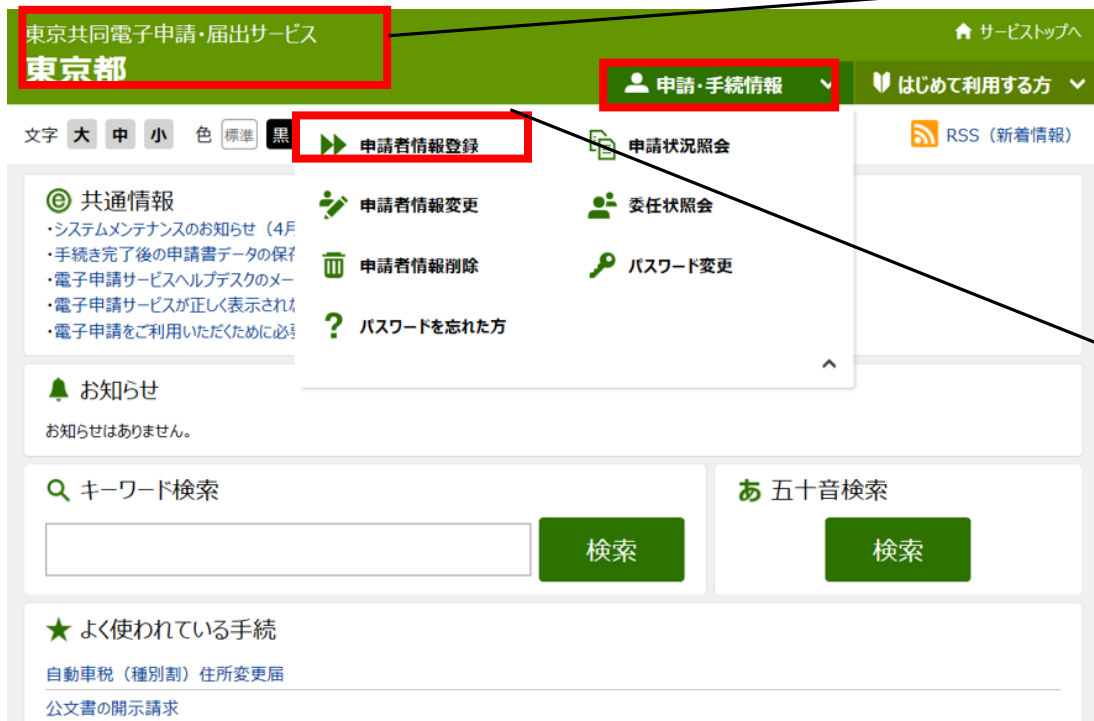 東京共同電子申請・届出サービス
サービストップへ
東京都
申請・手続情報
はじめて利用する方
文字 大 中 小 色 標準 黒
RSS（新着情報）
申請者情報登録
申請状況照会
申請者情報変更
委任状照会
申請者情報削除
パスワード変更
パスワードを忘れた方
共通情報
・システムメンテナンスのお知らせ（4月
・手続き完了後の申請書データの保存
・電子申請サービスヘルプデスクのメー
・電子申請サービスが正しく表示されな
・電子申請をご利用いただくために必要
お知らせ
お知らせはありません。
キーワード検索
あ 五十音検索
検索
検索
よく使われている手続
自動車税（種別割）住所変更届
公文書の開示請求